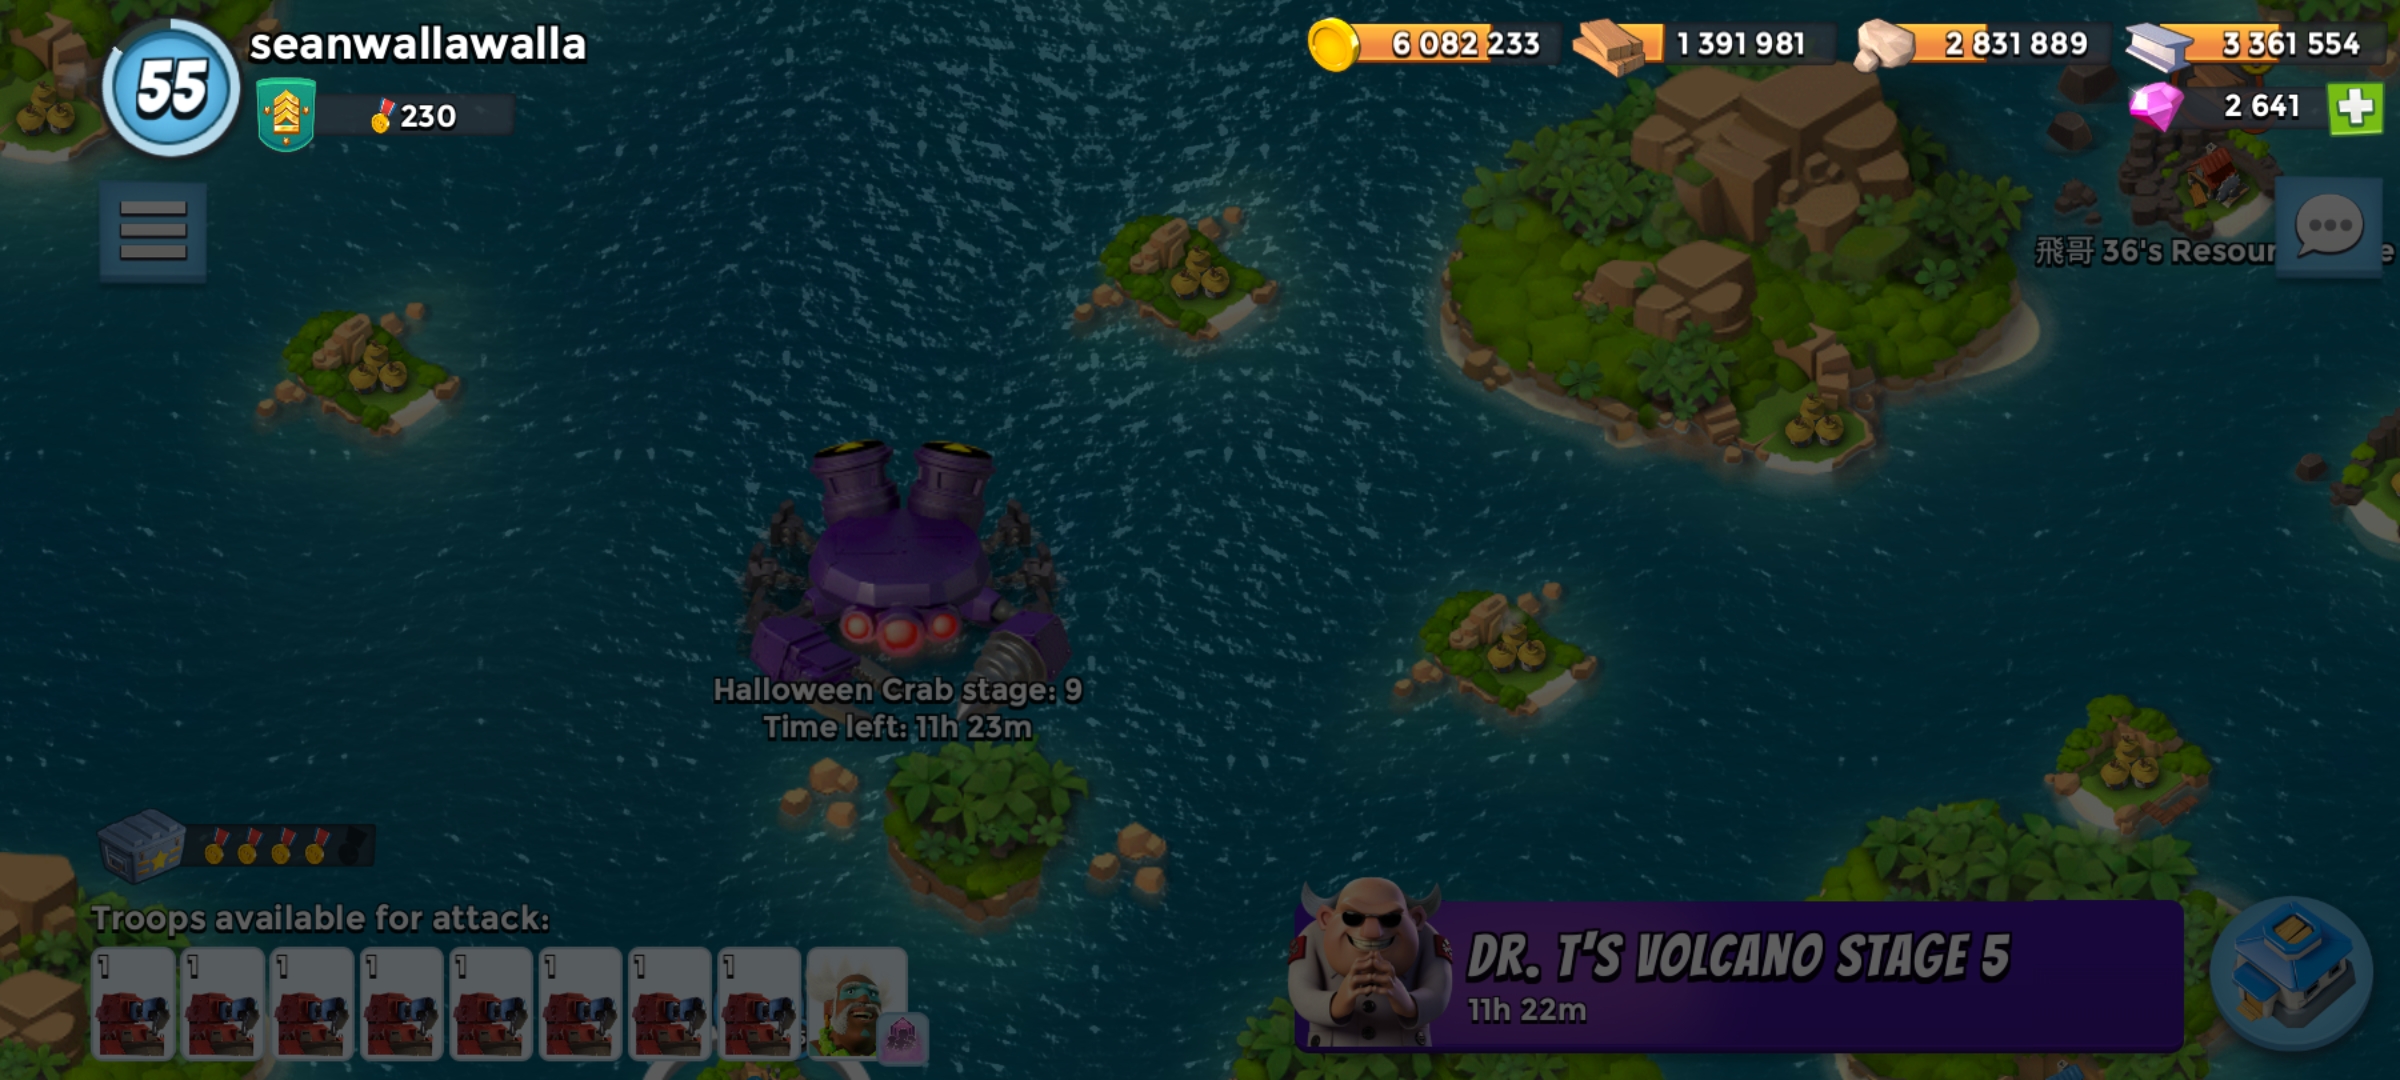 55
seanwallawalla
230
6 082 233
1 391 981
2 831 889
3 361 554
2 641
飛哥 36's Resour
Halloween Crab stage: 9
Time left: 11h 23m
Troops available for attack:
1 1 1 1 1 1 1 1
DR. T'S VOLCANO STAGE 5
11h 22m